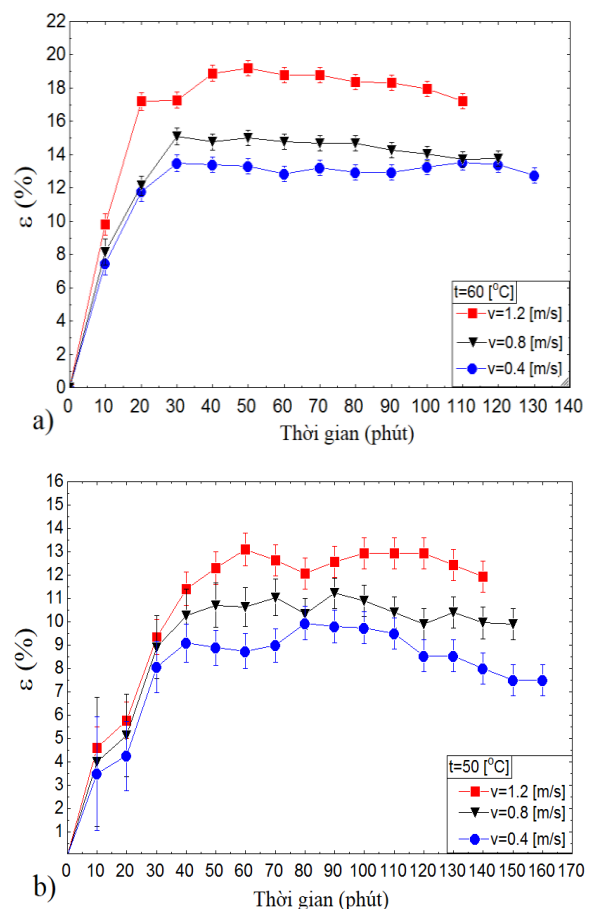 22
20
18
16
14
12
10
8
6
4
2
0
ε (%)
t=60 [°C]
v=1.2 [m/s]
v=0.8 [m/s]
v=0.4 [m/s]
0 10 20 30 40 50 60 70 80 90 100 110 120 130 140
a)
Thời gian (phút)
16
15
14
13
12
11
10
9
8
7
6
5
4
3
2
1
ε (%)
t=50 [°C]
v=1.2 [m/s]
v=0.8 [m/s]
v=0.4 [m/s]
0 10 20 30 40 50 60 70 80 90 100 110 120 130 140 150 160 170
b)
Thời gian (phút)